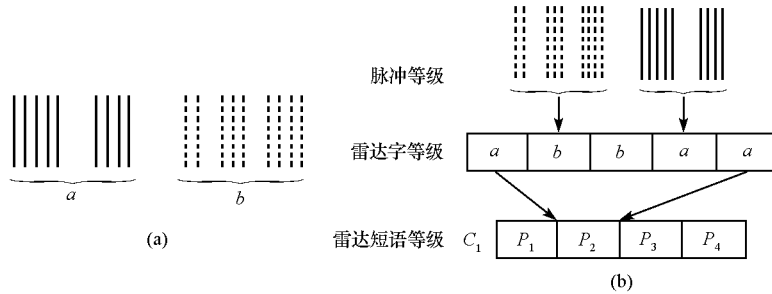 脉冲等级
a
b
(a)
雷达字等级
a b b a a
雷达短语等级 C₁ P₁ P₂ P₃ P₄
(b)